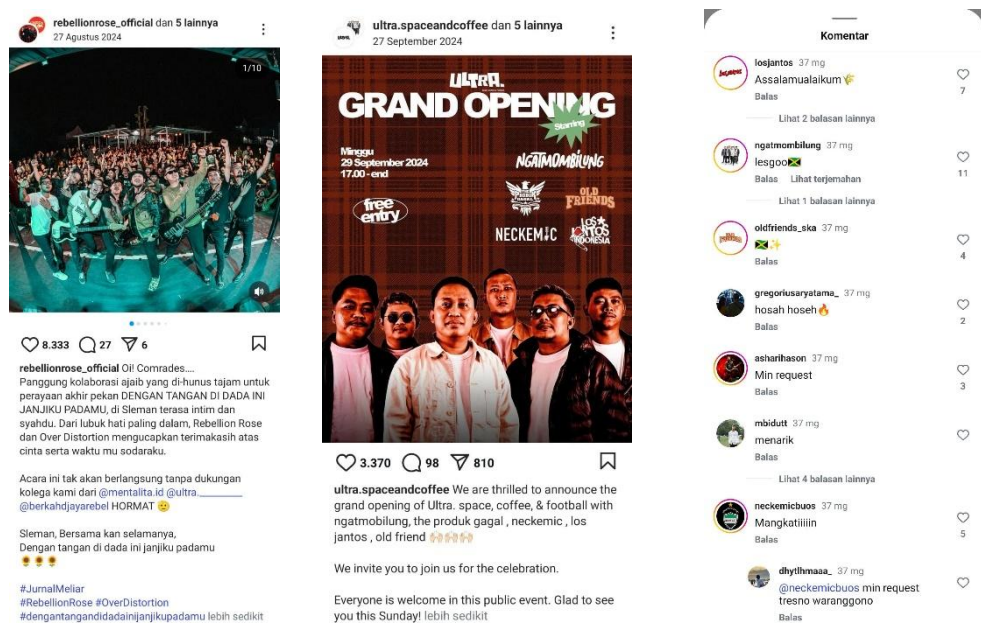 rebellionrose_official dan 5 lainnya
27 Agustus 2024
1/10
8.333 27 6
rebellionrose_official Oi! Comrades....
Panggung kolaborasi ajaib yang di-hunus tajam untuk
perayaan akhir pekan DENGAN TANGAN DI DADA INI
JANJIKU PADAMU, di Sleman terasa intim dan
syahdu. Dari lubuk hati paling dalam, Rebellion Rose
dan Over Distortion mengucapkan terimakasih atas
cinta serta waktu mu sodaraku.
Acara ini tak akan berlangsung tanpa dukungan
kolega kami dari @mentalita.id @ultra.________
@berkahdjayarebel HORMAT 🫡
Sleman, Bersama kan selamanya,
Dengan tangan di dada ini janjiku padamu
🌻🌻🌻
#JurnalMeliar
#RebellionRose #OverDistortion
#dengantangandidadainijanjikupadamu lebih sedikit
ultra.spaceandcoffee dan 5 lainnya
27 September 2024
ULTRA.
GRAND OPENING
Starring
Minggu
29 September 2024
17.00 - end
NGATMOMBILUNG
free
entry
OLD
FRIENDS
NECKEMIC
LOS
JANTOS
INDONESIA
3.370 98 810
ultra.spaceandcoffee We are thrilled to announce the
grand opening of Ultra. space, coffee, & football with
ngatmobilung, the produk gagal , neckemic , los
jantos , old friend 🙌🏻🙌🏻🙌🏻
We invite you to join us for the celebration.
Everyone is welcome in this public event. Glad to see
you this Sunday! lebih sedikit
Komentar
losjantos 37 mg
Assalamualaikum🌾
7
Balas
Lihat 2 balasan lainnya
ngatmombilung 37 mg
lesgoo🇯🇲
11
Balas Lihat terjemahan
Lihat 1 balasan lainnya
oldfriends_ska 37 mg
🇯🇲✨
4
Balas
gregoriusaryatama_ 37 mg
hosah hoseh🔥
2
Balas
asharihason 37 mg
Min request
3
Balas
mbidutt 37 mg
menarik
Balas
Lihat 4 balasan lainnya
neckemicbuos 37 mg
Mangkatiiiiin
5
Balas
dhytlhmaaa_ 37 mg
@neckemicbuos min request
tresno waranggono
Balas